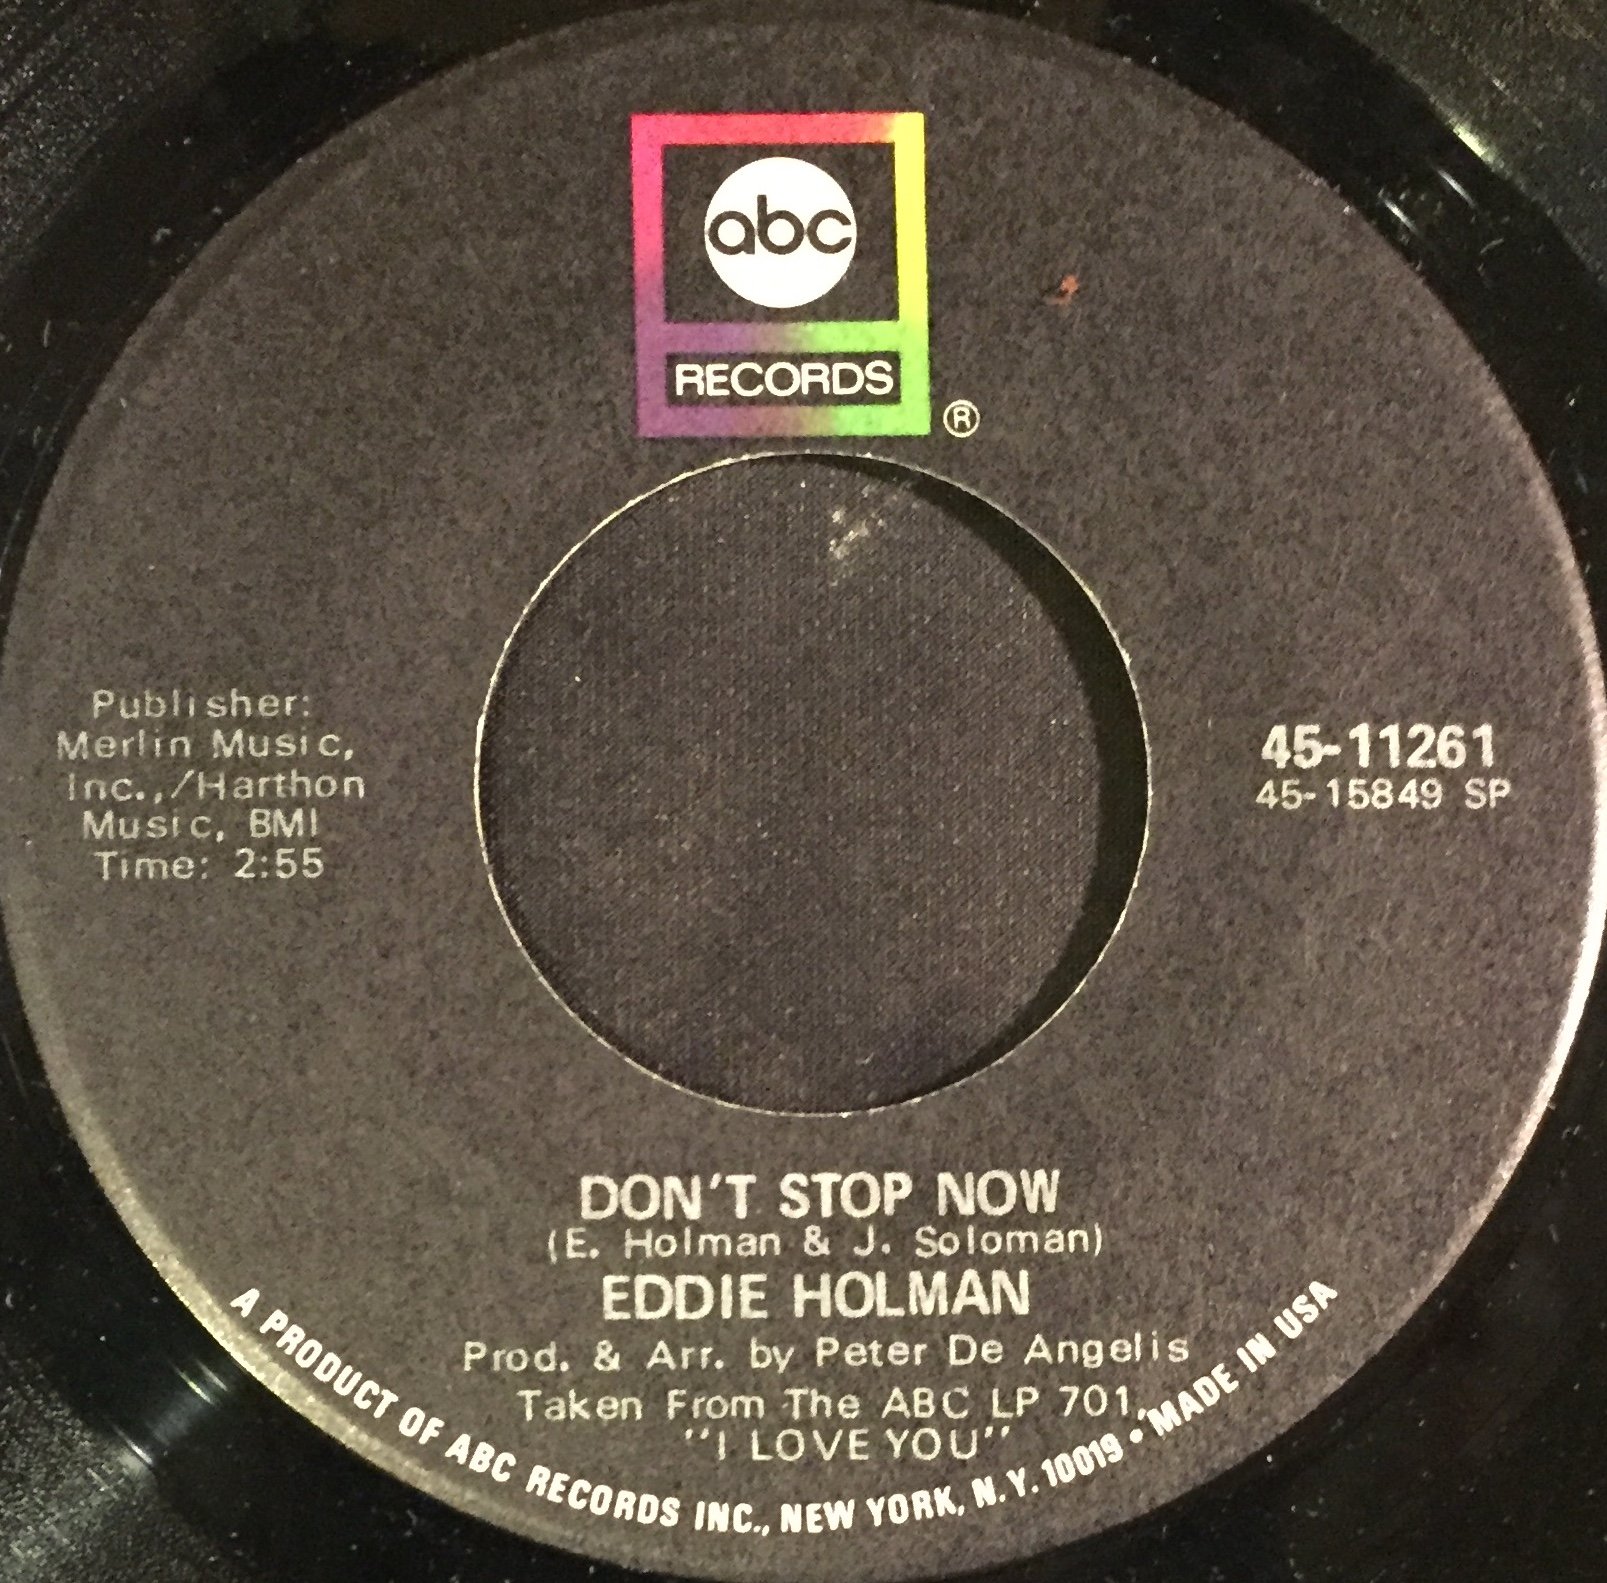 abc
RECORDS
®
Publisher:
Merlin Music,
Inc.,/Harthon
Music, BMI
Time: 2:55
45-11261
45-15849 SP
DON'T STOP NOW
(E. Holman & J. Soloman)
EDDIE HOLMAN
Prod. & Arr. by Peter De Angelis
Taken From The ABC LP 701,
"I LOVE YOU"
A PRODUCT OF ABC RECORDS INC., NEW YORK, N.Y. 10019 • MADE IN USA